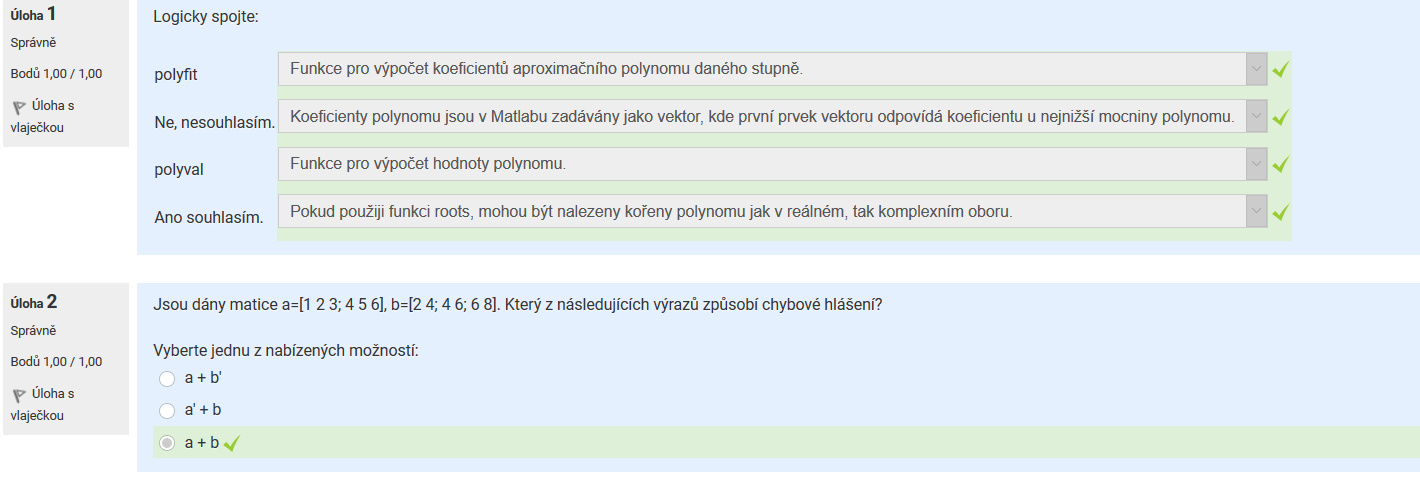 Úloha 1
Správně
Bodů 1,00 / 1,00
Úloha s
vlaječkou
Logicky spojte:
polyfit
Funkce pro výpočet koeficientů aproximačního polynomu daného stupně.
Ne, nesouhlasím.
Koeficienty polynomu jsou v Matlabu zadávány jako vektor, kde první prvek vektoru odpovídá koeficientu u nejnižší mocniny polynomu.
polyval
Funkce pro výpočet hodnoty polynomu.
Ano souhlasím.
Pokud použiji funkci roots, mohou být nalezeny kořeny polynomu jak v reálném, tak komplexním oboru.
Úloha 2
Správně
Bodů 1,00 / 1,00
Úloha s
vlaječkou
Jsou dány matice a=[1 2 3; 4 5 6], b=[2 4; 4 6; 6 8]. Který z následujících výrazů způsobí chybové hlášení?
Vyberte jednu z nabízených možností:
a + b'
a' + b
a + b